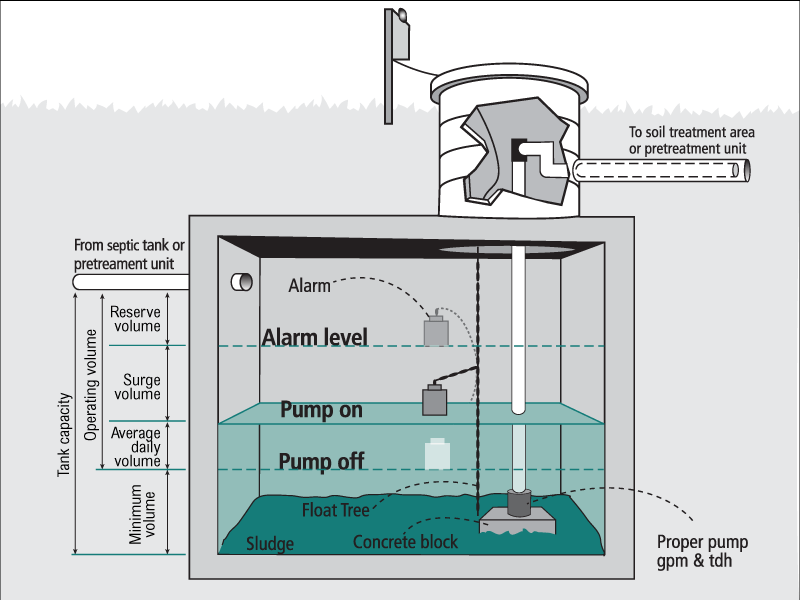 To soil treatment area
or pretreatment unit
From septic tank or
pretreament unit
Alarm
Reserve
volume
Alarm level
Surge
volume
Operating volume
Tank capacity
Pump on
Average
daily
volume
Pump off
Minimum
volume
Float Tree
Sludge
Concrete block
Proper pump
gpm & tdh